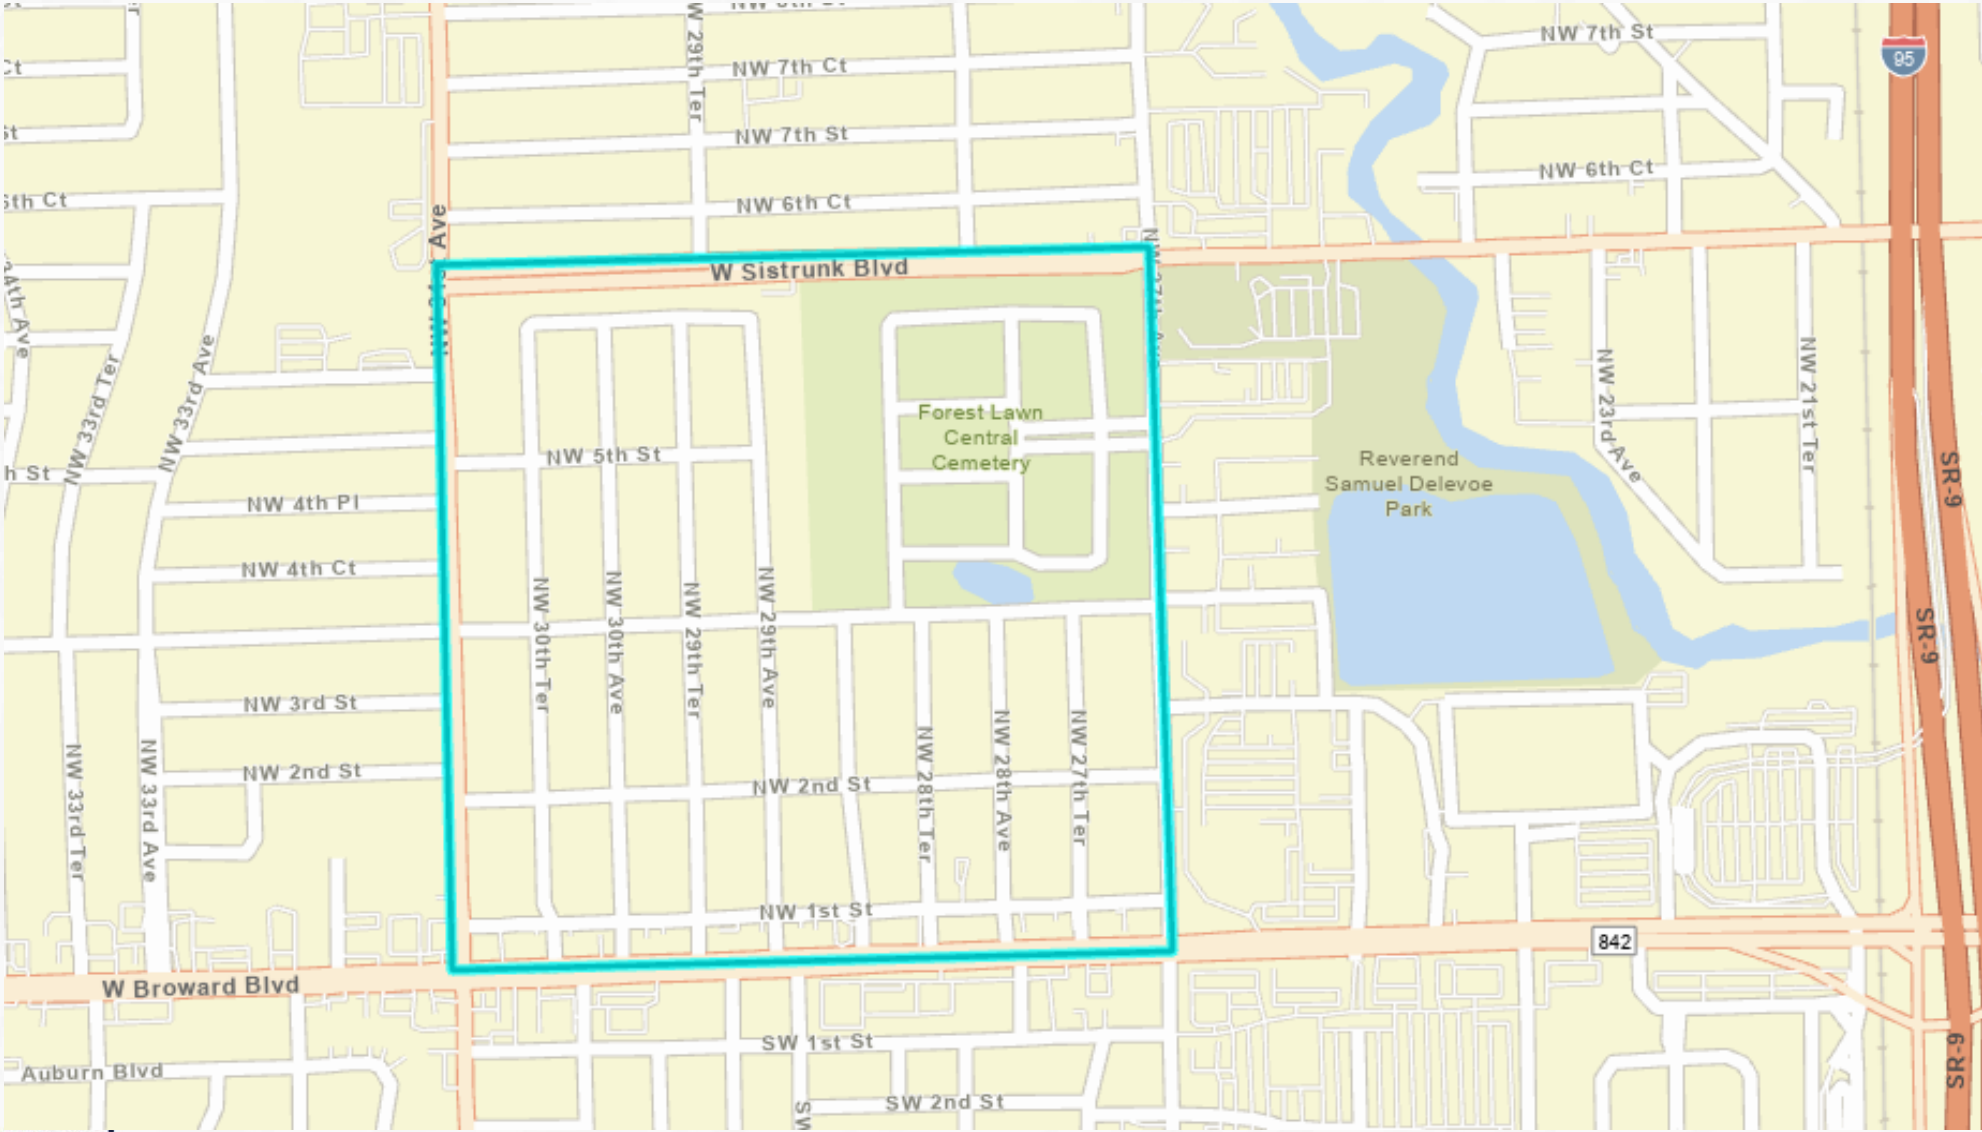 NW 7th St
95
Ct
NW 7th Ct
NW 29th Ter
St
NW 7th St
NW 6th Ct
NW 6th Ct
Ave
W Sistrunk Blvd
NW 33rd Ter
NW 33rd Ave
NW 23rd Ave
NW 21st Ter
Forest Lawn
Central
Cemetery
NW 5th St
Reverend
Samuel Delevoe
Park
h St
NW 4th Pl
SR-9
NW 4th Ct
NW 30th Ter
NW 30th Ave
NW 29th Ter
NW 29th Ave
SR-9
NW 3rd St
NW 28th Ter
NW 28th Ave
NW 27th Ter
NW 33rd Ter
NW 33rd Ave
NW 2nd St
NW 2nd St
NW 1st St
842
W Broward Blvd
SW 1st St
Auburn Blvd
SW 2nd St
SW
SR-9